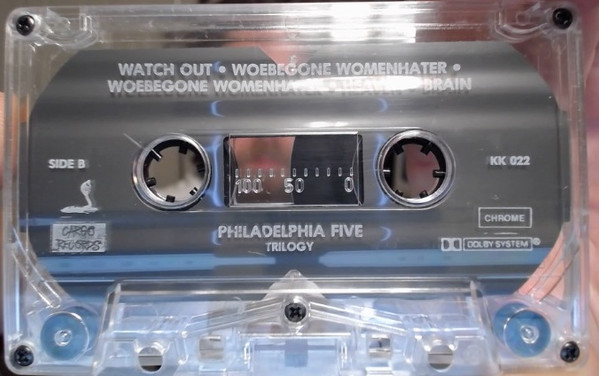 WATCH OUT • WOEBEGONE WOMENHATER •
WOEBEGONE WOMENHATER • BRAIN
SIDE B
KK 022
100 50 0
CARGO
RECORDS
PHILADELPHIA FIVE
TRILOGY
CHROME
DOLBY SYSTEM®